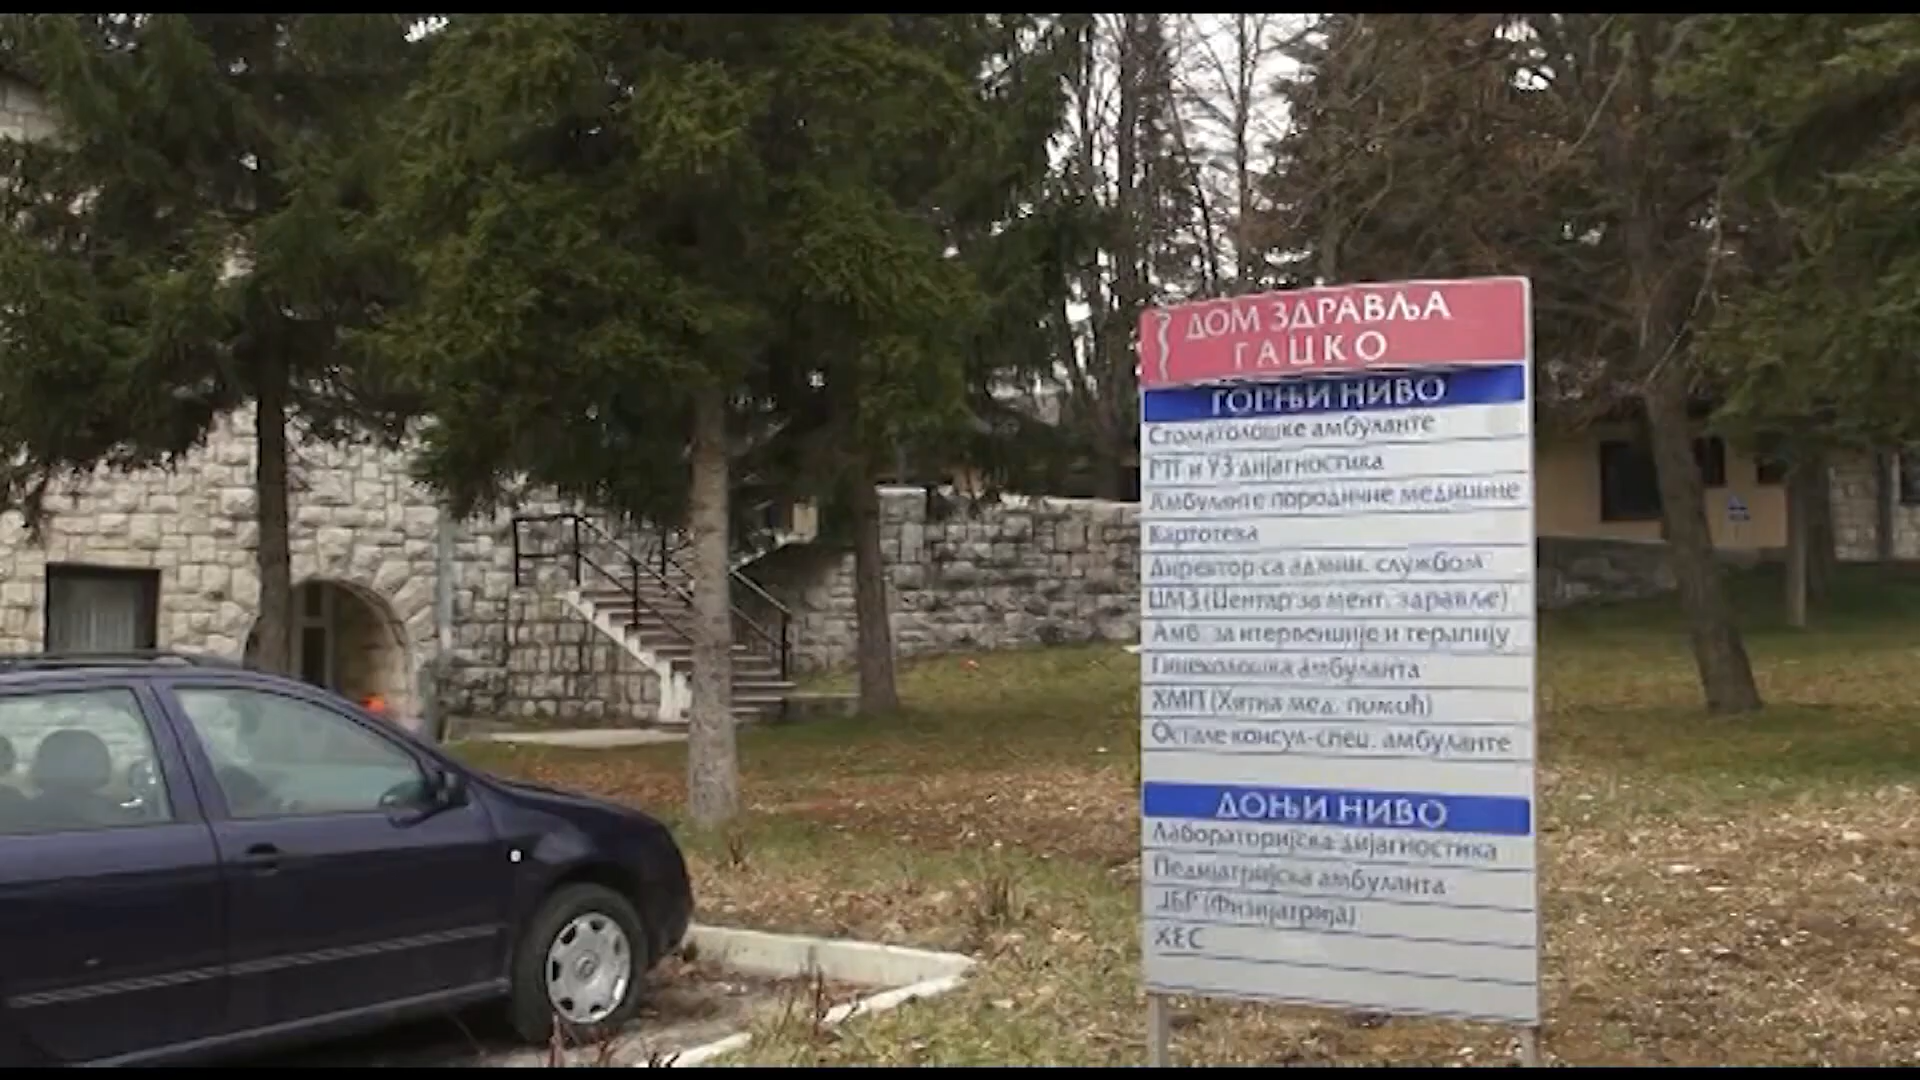 ДОМ ЗДРАВЉА
ГАЦКО
ГОРЊИ НИВО
Стоматолошке амбуланте
РТГ и УЗ дијагностика
Амбуланте породичне медицине
Картотека
Директор са админ. службом
ЦМЗ (Центар за мент. здравље)
Амб. за итервенције и терапију
Гинеколошка амбуланта
ХМП (Хитна мед. помоћ)
Остале консул-спец. амбуланте
ДОЊИ НИВО
Лабораторијска дијагностика
Педијатријска амбуланта
ЦБР (Физијатрија)
ХЕС